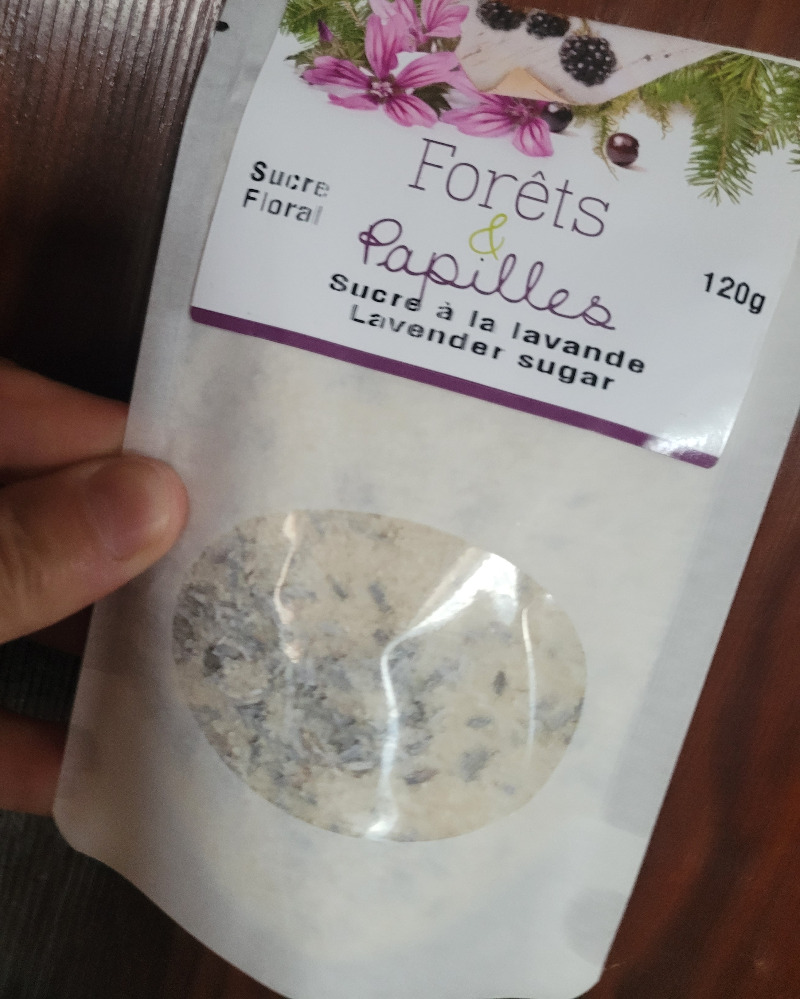 Forêts
&
Papilles
Sucre
Floral
120g
Sucre à la lavande
Lavender sugar